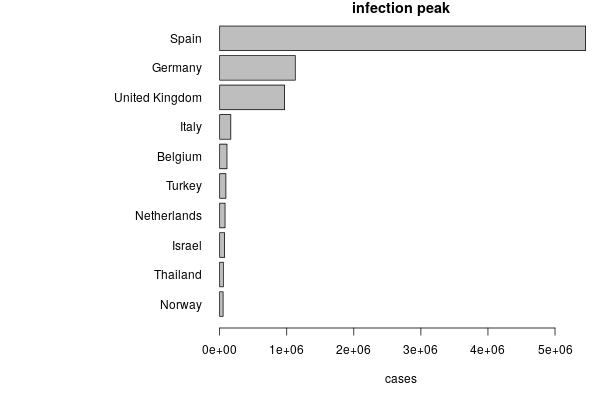 infection peak
Spain
Germany
United Kingdom
Italy
Belgium
Turkey
Netherlands
Israel
Thailand
Norway
0e+00 1e+06 2e+06 3e+06 4e+06 5e+06
cases